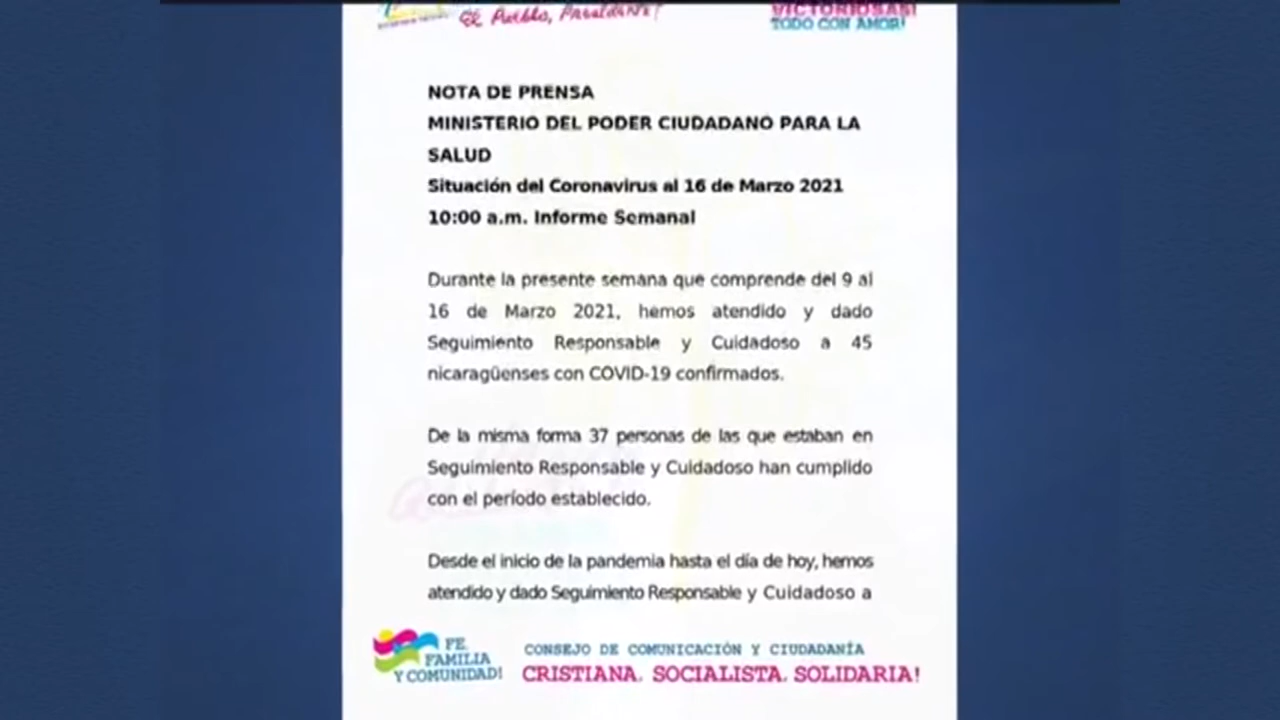 El Pueblo, Presidente!
VICTORIOSAS!
TODO CON AMOR!
NOTA DE PRENSA
MINISTERIO DEL PODER CIUDADANO PARA LA
SALUD
Situación del Coronavirus al 16 de Marzo 2021
10:00 a.m. Informe Semanal
Durante la presente semana que comprende del 9 al
16 de Marzo 2021, hemos atendido y dado
Seguimiento Responsable y Cuidadoso a 45
nicaragüenses con COVID-19 confirmados.
De la misma forma 37 personas de las que estaban en
Seguimiento Responsable y Cuidadoso han cumplido
con el período establecido.
Desde el inicio de la pandemia hasta el día de hoy, hemos
atendido y dado Seguimiento Responsable y Cuidadoso a
FE,
FAMILIA
Y COMUNIDAD!
CONSEJO DE COMUNICACIÓN Y CIUDADANÍA
CRISTIANA, SOCIALISTA, SOLIDARIA!